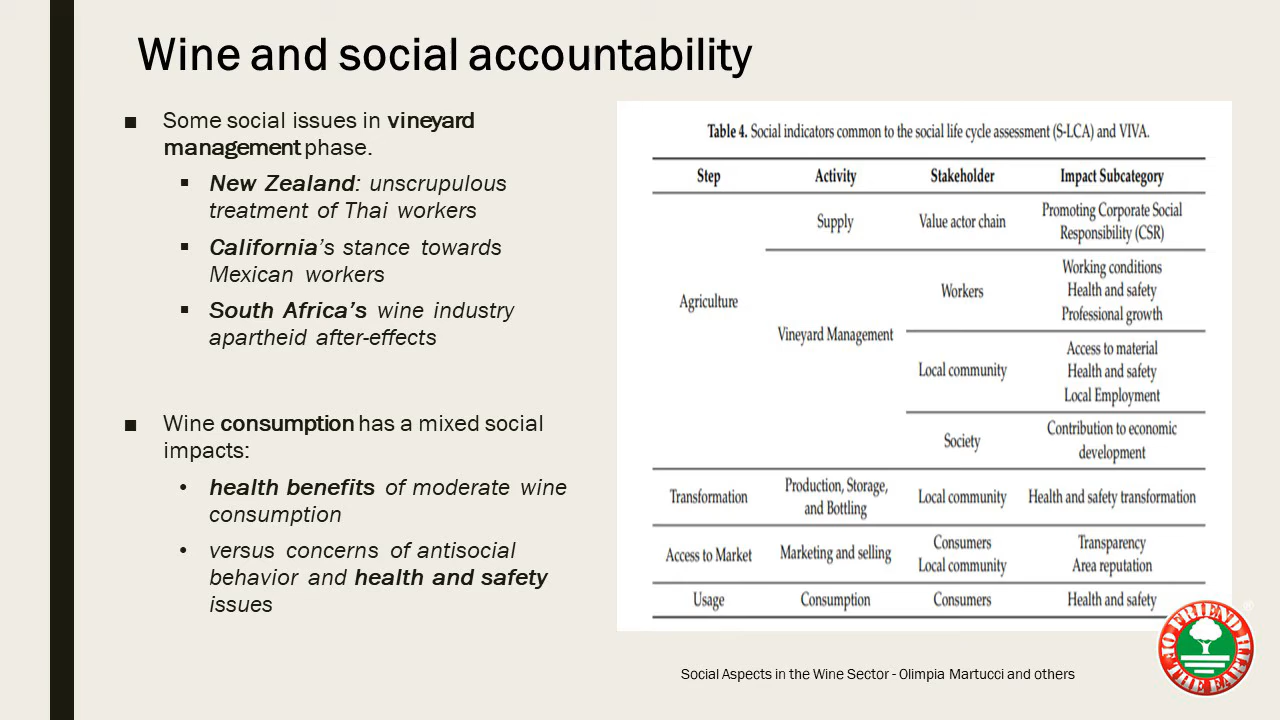 Wine and social accountability
■ Some social issues in vineyard
management phase.
▪ New Zealand: unscrupulous
treatment of Thai workers
▪ California's stance towards
Mexican workers
▪ South Africa's wine industry
apartheid after-effects
■ Wine consumption has a mixed social
impacts:
• health benefits of moderate wine
consumption
• versus concerns of antisocial
behavior and health and safety
issues
Table 4. Social indicators common to the social life cycle assessment (S-LCA) and VIVA.
Step Activity Stakeholder Impact Subcategory
Agriculture
Supply Value actor chain Promoting Corporate Social
Responsibility (CSR)
Vineyard Management
Workers
Working conditions
Health and safety
Professional growth
Local community
Access to material
Health and safety
Local Employment
Society
Contribution to economic
development
Transformation
Production, Storage,
and Bottling
Local community Health and safety transformation
Access to Market Marketing and selling
Consumers
Local community
Transparency
Area reputation
Usage Consumption Consumers Health and safety
FRIEND
THE EARTH
®
Social Aspects in the Wine Sector - Olimpia Martucci and others